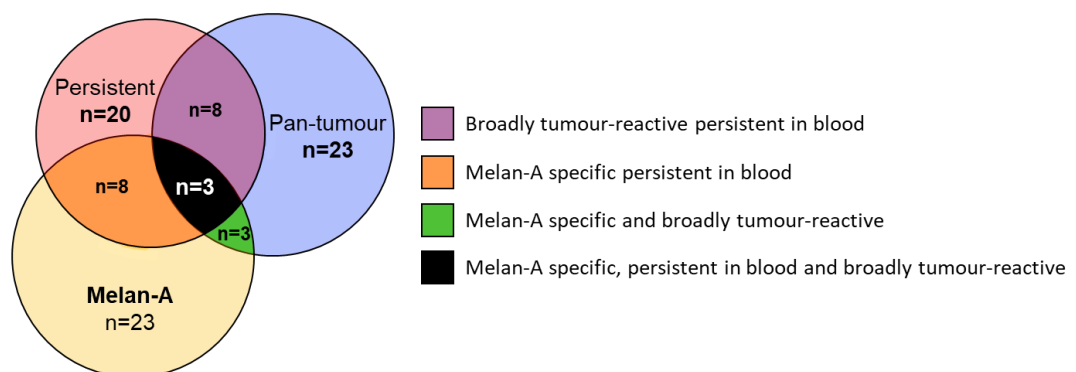 Persistent
n=20
n=8
Pan-tumour
n=23
n=8
n=3
n=3
Melan-A
n=23
Broadly tumour-reactive persistent in blood
Melan-A specific persistent in blood
Melan-A specific and broadly tumour-reactive
Melan-A specific, persistent in blood and broadly tumour-reactive